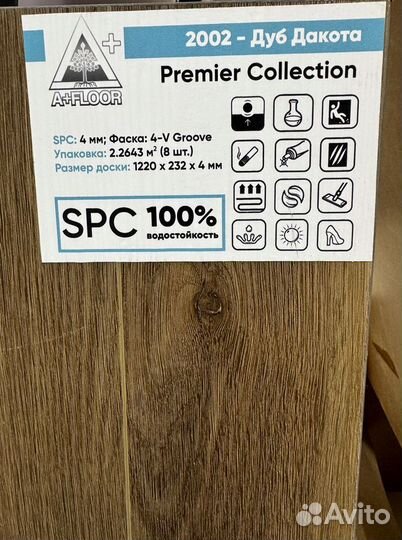 A+FLOOR
+
2002 - Дуб Дакота
Premier Collection
SPC: 4 мм; Фаска: 4-V Groove
Упаковка: 2.2643 м² (8 шт.)
Размер доски: 1220 x 232 x 4 мм
SPC 100%
водостойкость
Avito